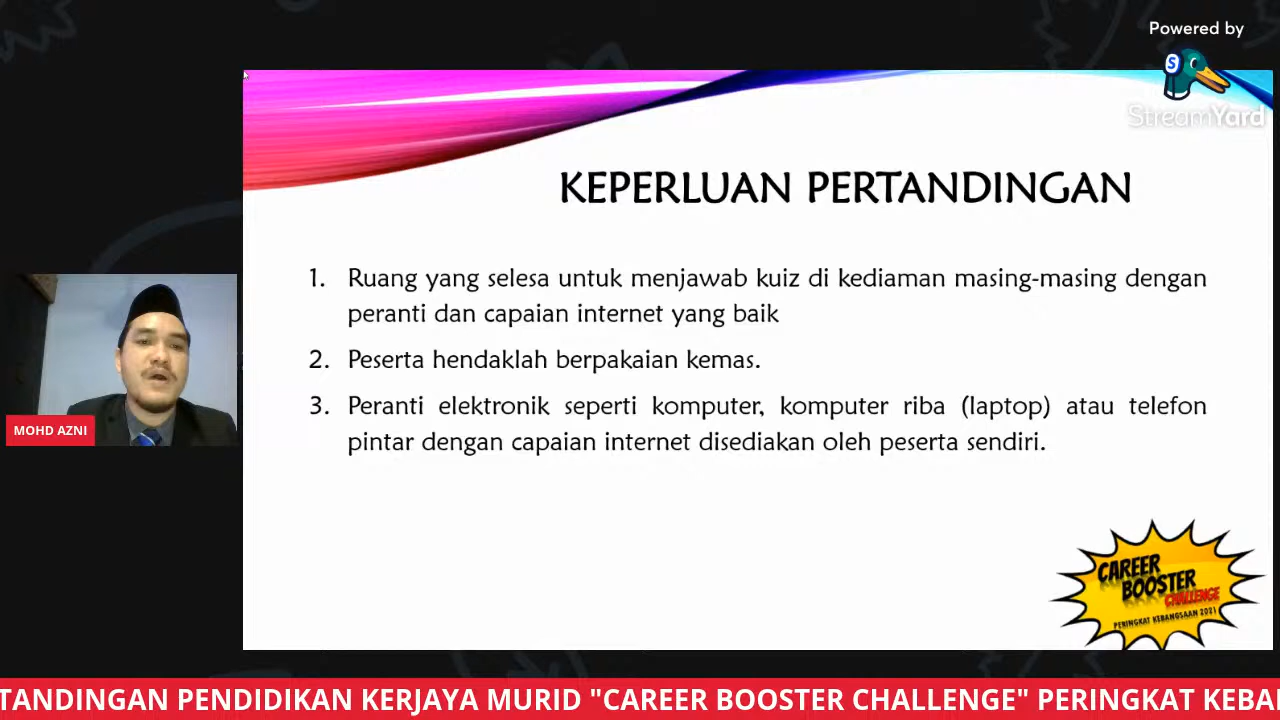 Powered by
S
StreamYard
KEPERLUAN PERTANDINGAN
1. Ruang yang selesa untuk menjawab kuiz di kediaman masing-masing dengan
peranti dan capaian internet yang baik
2. Peserta hendaklah berpakaian kemas.
3. Peranti elektronik seperti komputer, komputer riba (laptop) atau telefon
pintar dengan capaian internet disediakan oleh peserta sendiri.
MOHD AZNI
CAREER
BOOSTER
CHALLENGE
PERINGKAT KEBANGSAAN 2021
TANDINGAN PENDIDIKAN KERJAYA MURID "CAREER BOOSTER CHALLENGE" PERINGKAT KEBA